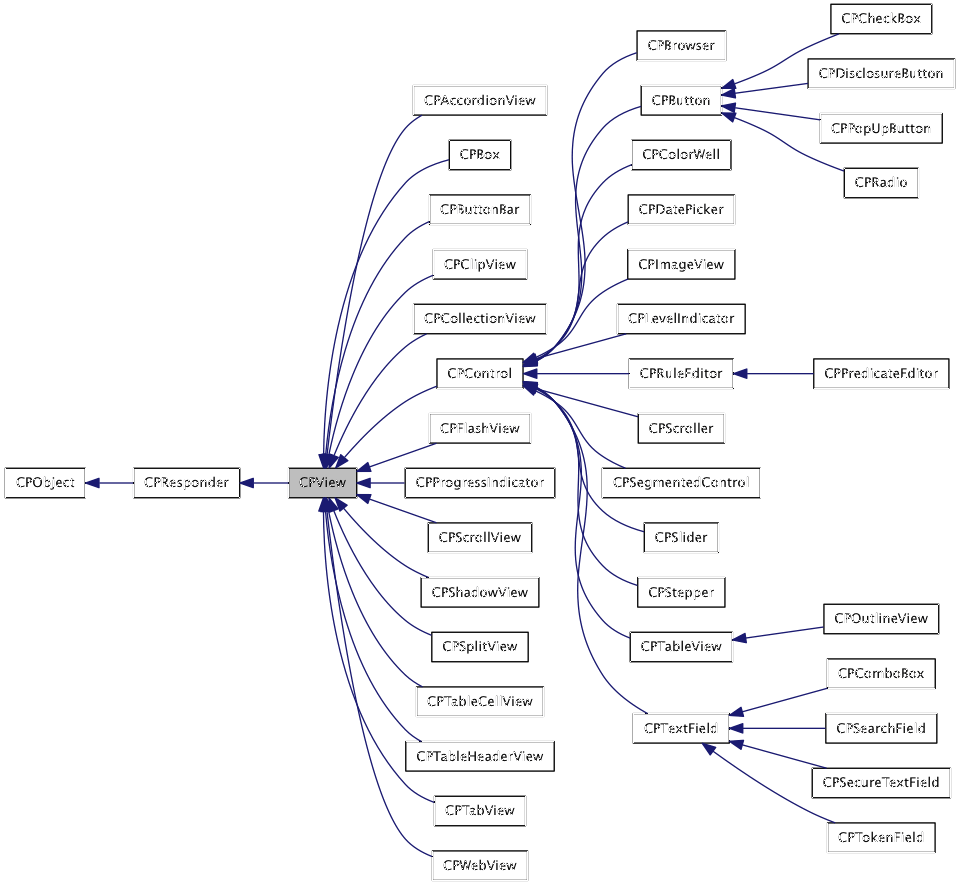 CPObject
CPResponder
CPView
CPAccordionView
CPBox
CPButtonBar
CPClipView
CPCollectionView
CPControl
CPFlashView
CPProgressIndicator
CPScrollView
CPShadowView
CPSplitView
CPTableCellView
CPTableHeaderView
CPTabView
CPWebView
CPBrowser
CPButton
CPColorWell
CPDatePicker
CPImageView
CPLevelIndicator
CPRuleEditor
CPScroller
CPSegmentedControl
CPSlider
CPStepper
CPTableView
CPTextField
CPCheckBox
CPDisclosureButton
CPPopUpButton
CPRadio
CPPredicateEditor
CPOutlineView
CPComboBox
CPSearchField
CPSecureTextField
CPTokenField